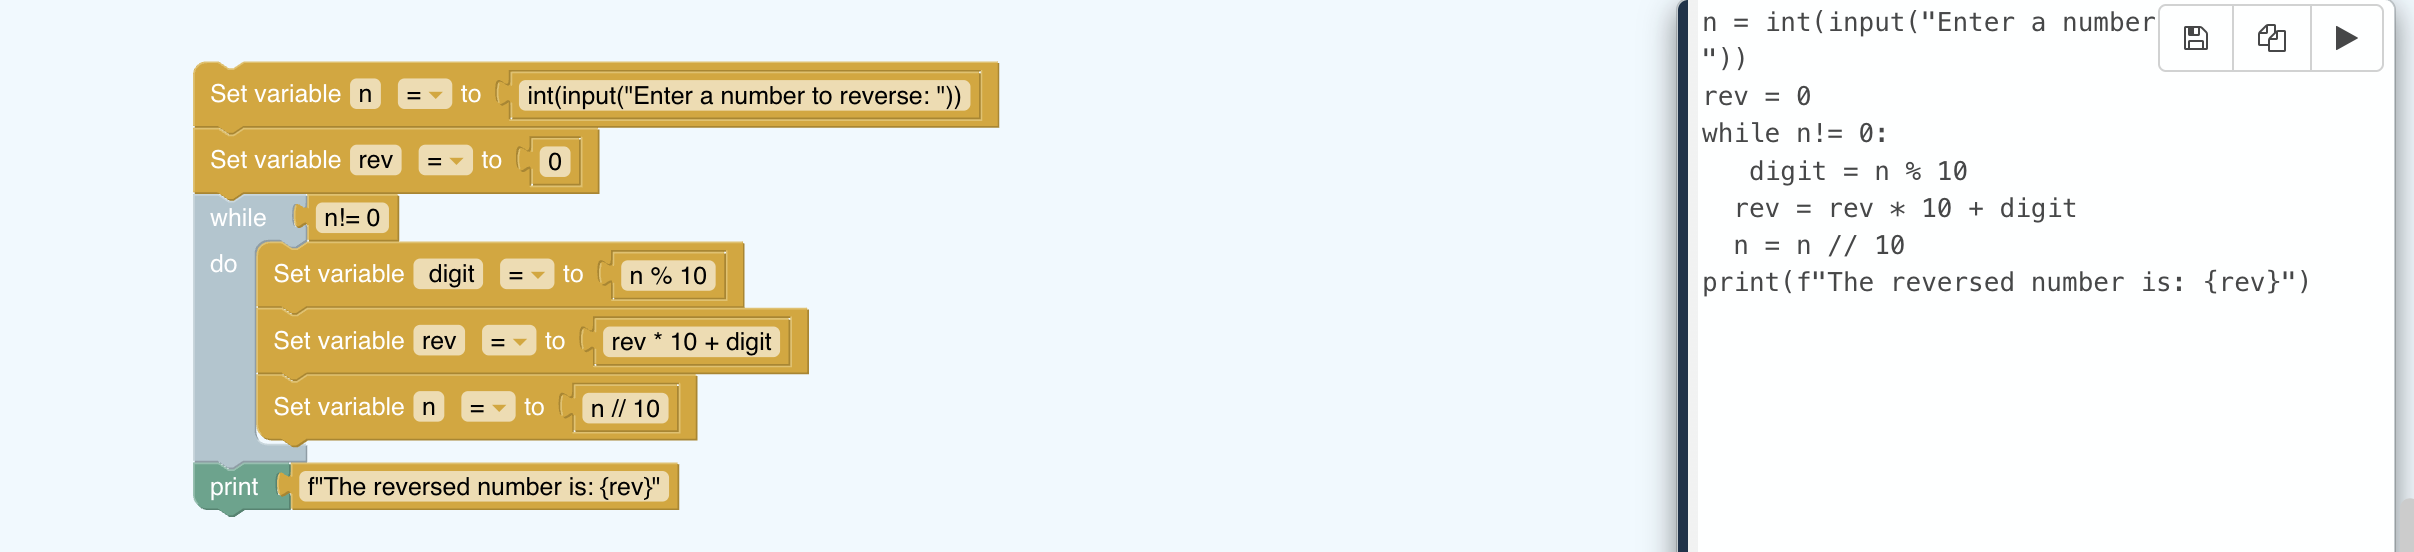 Set variable n = to int(input("Enter a number to reverse: "))
Set variable rev = to 0
while n!= 0
do Set variable digit = to n % 10
Set variable rev = to rev * 10 + digit
Set variable n = to n // 10
print f"The reversed number is: {rev}"
n = int(input("Enter a number
"))
rev = 0
while n!= 0:
   digit = n % 10
  rev = rev * 10 + digit
  n = n // 10
print(f"The reversed number is: {rev}")